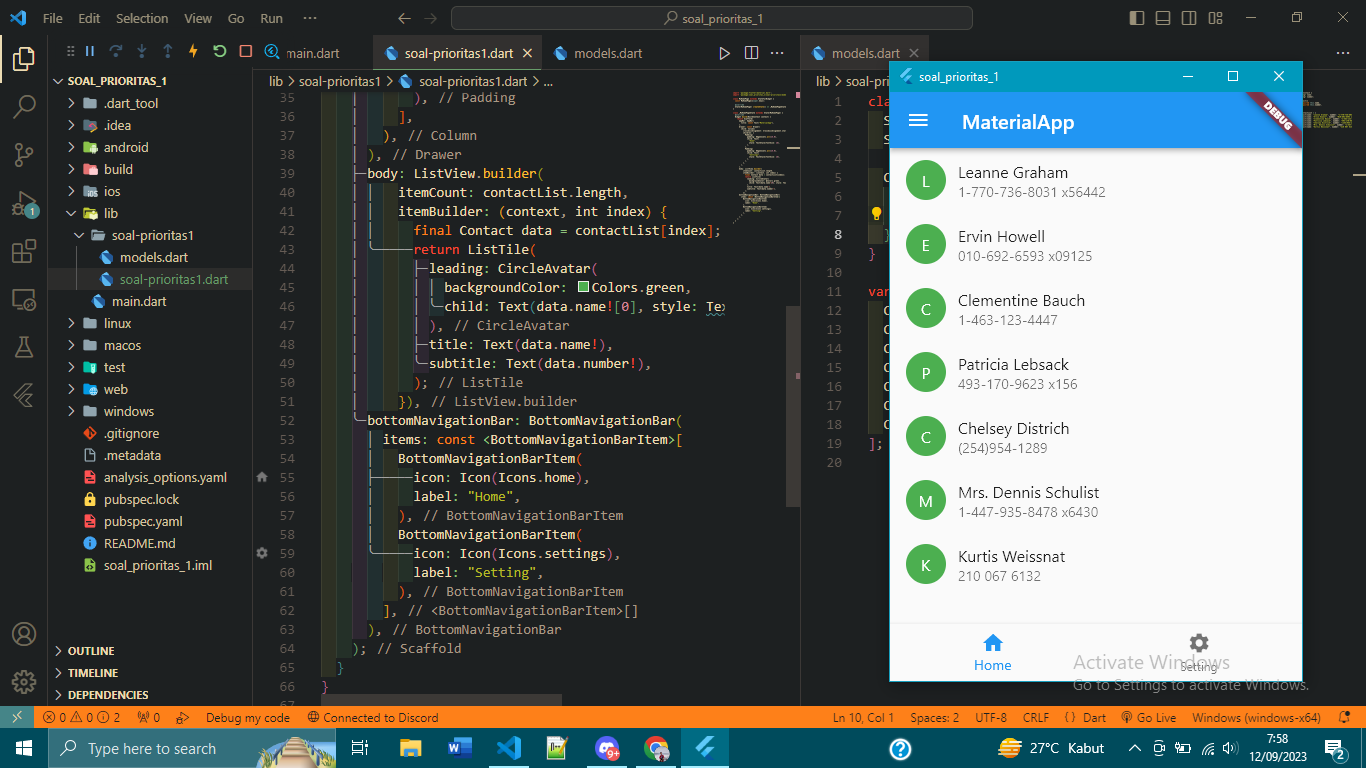 File Edit Selection View Go Run ··· soal_prioritas_1
SOAL_PRIORITAS_1
.dart_tool
.idea
android
build
ios
lib
soal-prioritas1
models.dart
soal-prioritas1.dart
main.dart
linux
macos
test
web
windows
.gitignore
.metadata
analysis_options.yaml
pubspec.lock
pubspec.yaml
README.md
soal_prioritas_1.iml
OUTLINE
TIMELINE
DEPENDENCIES
1
main.dart soal-prioritas1.dart models.dart
lib > soal-prioritas1 > soal-prioritas1.dart > ...
35 ), // Padding
36 ],
37 ), // Column
38 ), // Drawer
39 body: ListView.builder(
40 itemCount: contactList.length,
41 itemBuilder: (context, int index) {
42 final Contact data = contactList[index];
43 return ListTile(
44 leading: CircleAvatar(
45 backgroundColor: Colors.green,
46 child: Text(data.name![0], style: Te
47 ), // CircleAvatar
48 title: Text(data.name!),
49 subtitle: Text(data.number!),
50 ); // ListTile
51 }), // ListView.builder
52 bottomNavigationBar: BottomNavigationBar(
53 items: const <BottomNavigationBarItem>[
54 BottomNavigationBarItem(
55 icon: Icon(Icons.home),
56 label: "Home",
57 ), // BottomNavigationBarItem
58 BottomNavigationBarItem(
59 icon: Icon(Icons.settings),
60 label: "Setting",
61 ), // BottomNavigationBarItem
62 ], // <BottomNavigationBarItem>[]
63 ), // BottomNavigationBar
64 ); // Scaffold
65 }
66 }
67
models.dart
lib > soal-pri
1 cla
2 S
3 S
4
5 C
6
7
8 }
9 }
10
11 va
12 C
13 C
14 C
15 C
16 C
17 C
18 C
19 ];
20
soal_prioritas_1
MaterialApp
DEBUG
L Leanne Graham
1-770-736-8031 x56442
E Ervin Howell
010-692-6593 x09125
C Clementine Bauch
1-463-123-4447
P Patricia Lebsack
493-170-9623 x156
C Chelsey Districh
(254)954-1289
M Mrs. Dennis Schulist
1-447-935-8478 x6430
K Kurtis Weissnat
210 067 6132
Home Setting
Activate Windows
Go to Settings to activate Windows.
0 0 2 0 Debug my code Connected to Discord Ln 10, Col 1 Spaces: 2 UTF-8 CRLF {} Dart Go Live Windows (windows-x64)
Type here to search 9+ 27°C Kabut 7:58
12/09/2023 2